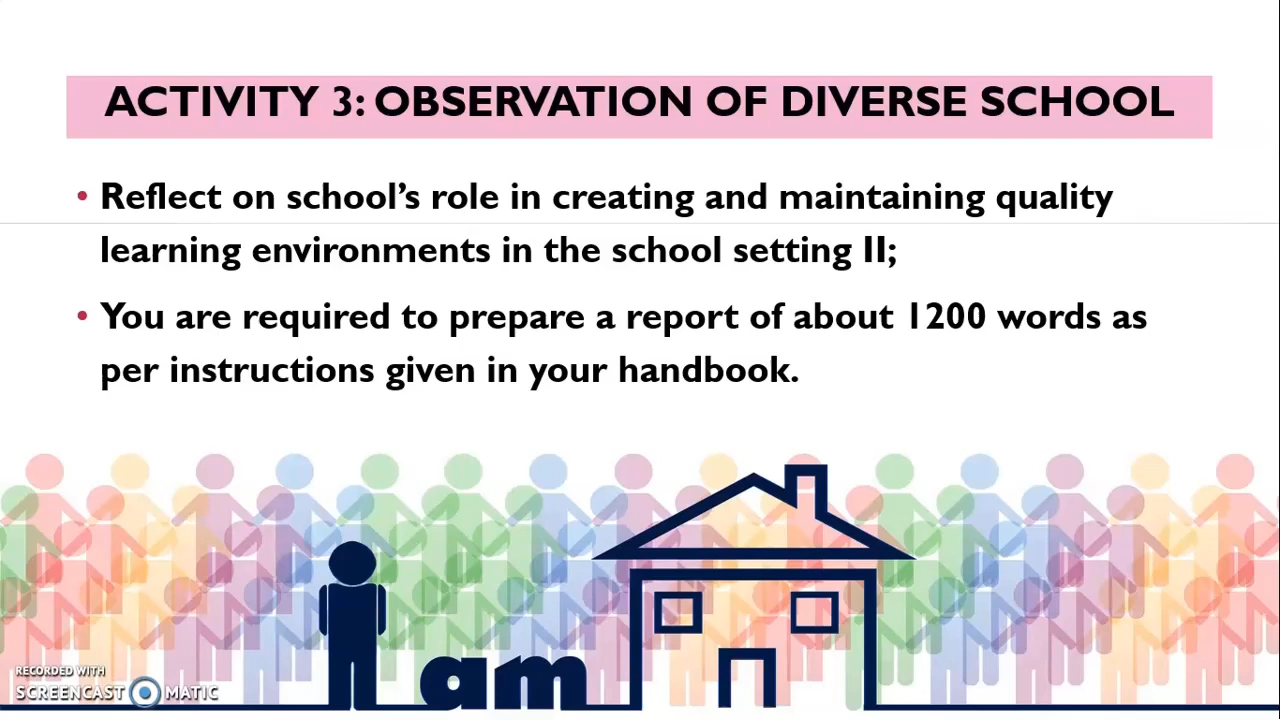 ACTIVITY 3: OBSERVATION OF DIVERSE SCHOOL
• Reflect on school’s role in creating and maintaining quality
learning environments in the school setting II;
• You are required to prepare a report of about 1200 words as
per instructions given in your handbook.
am
RECORDED WITH
SCREENCAST MATIC